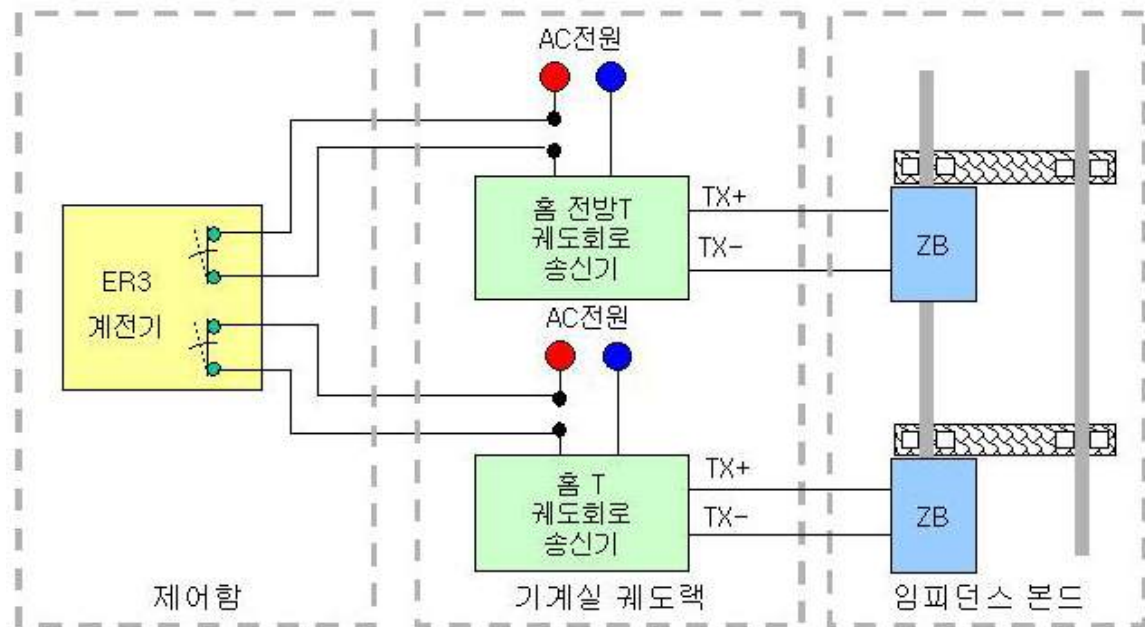 AC전원
홈 전방T
궤도회로
송신기
TX+
TX-
ZB
ER3
계전기
AC전원
홈 T
궤도회로
송신기
TX+
TX-
ZB
제어함
기계실 궤도랙
임피던스 본드